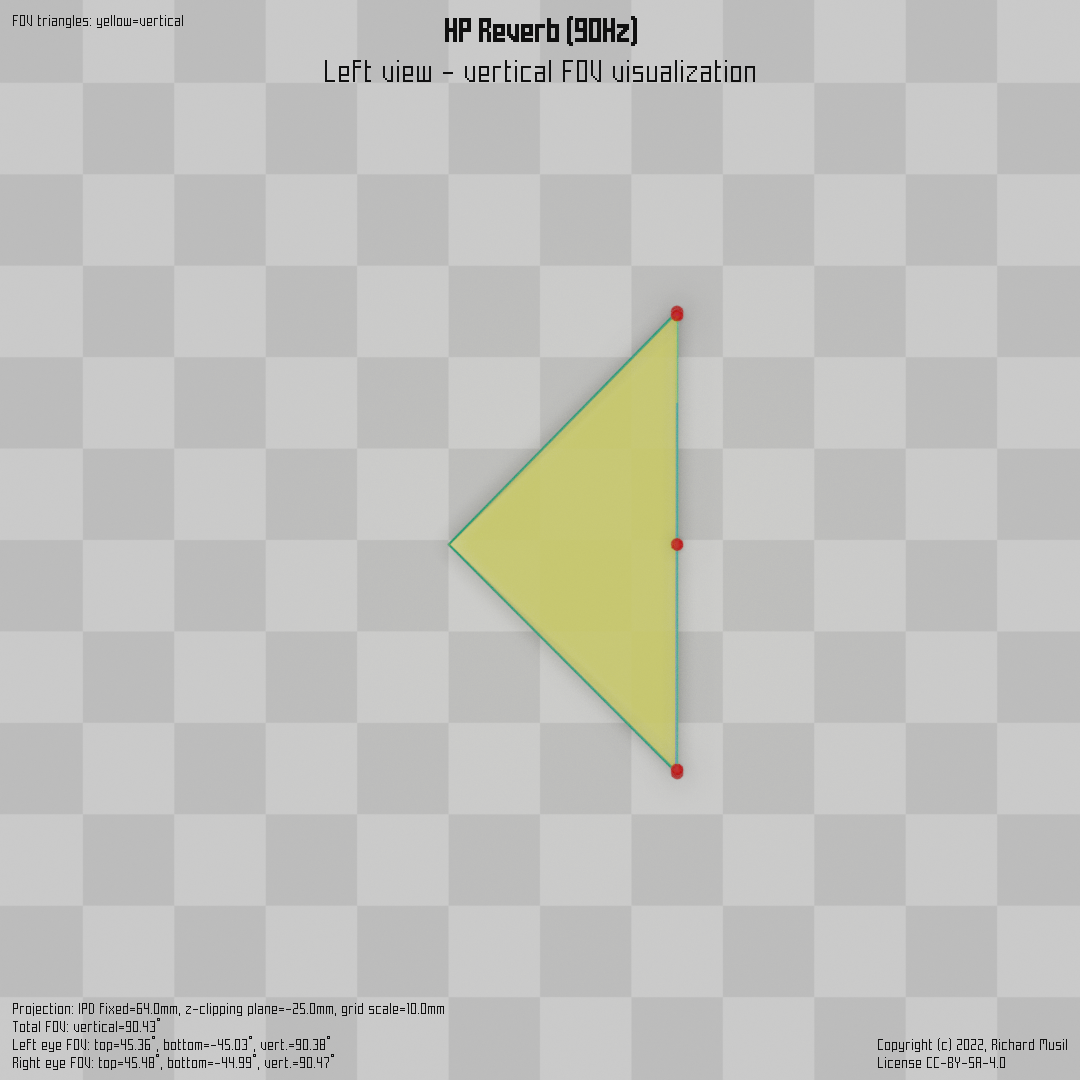 FOV triangles: yellow=vertical
HP Reverb (90Hz)
Left view - vertical FOV visualization
Projection: IPD fixed=64.0mm, z-clipping plane=-25.0mm, grid scale=10.0mm
Total FOV: vertical=90.43°
Left eye FOV: top=45.36°, bottom=-45.03°, vert.=90.38°
Right eye FOV: top=45.48°, bottom=-44.99°, vert.=90.47°
Copyright (c) 2022, Richard Musil
License CC-BY-SA-4.0